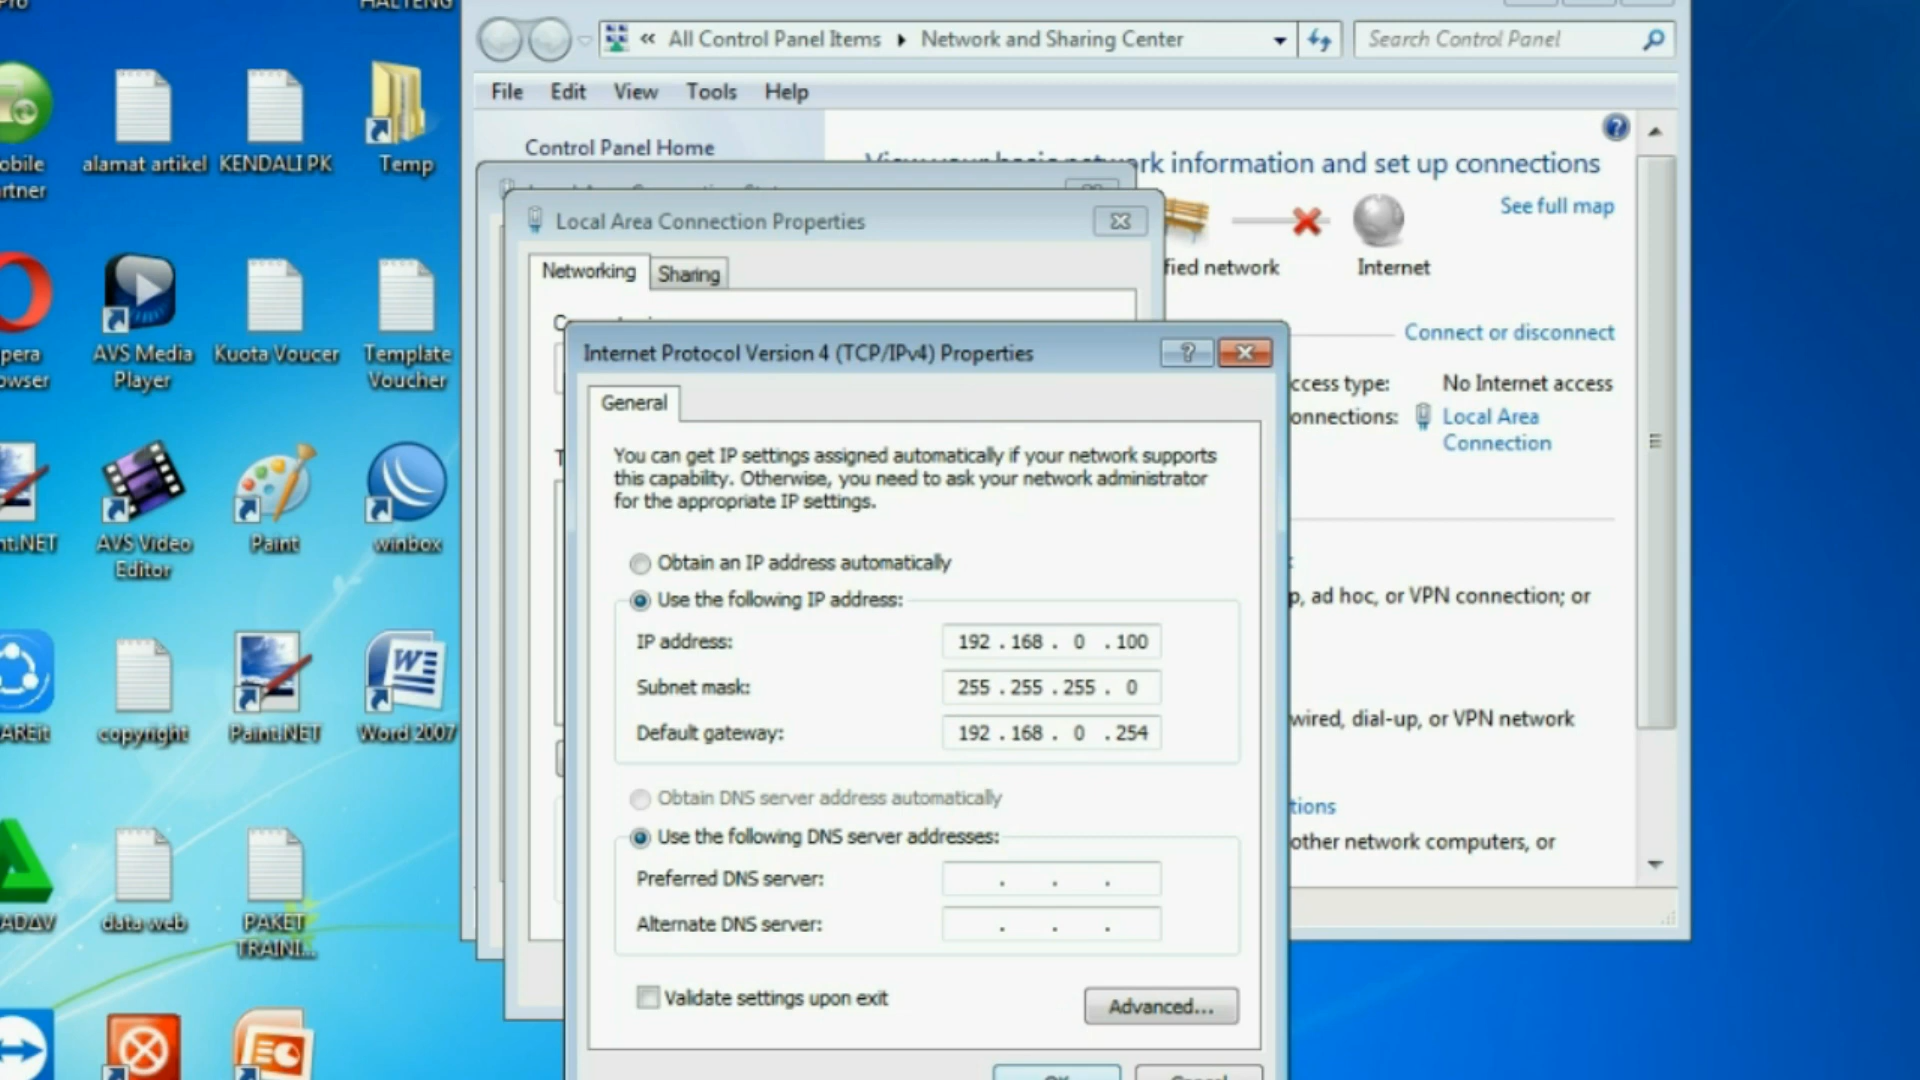 HALTENG
« All Control Panel Items ▸ Network and Sharing Center
Search Control Panel
File Edit View Tools Help
Control Panel Home
information and set up connections
See full map
network
Internet
Connect or disconnect
No Internet access
Local Area
Connection
ad hoc, or VPN connection; or
dial-up, or VPN network
other network computers, or
Local Area Connection Properties
Networking
Sharing
Internet Protocol Version 4 (TCP/IPv4) Properties
General
You can get IP settings assigned automatically if your network supports
this capability. Otherwise, you need to ask your network administrator
for the appropriate IP settings.
Obtain an IP address automatically
Use the following IP address:
IP address: 192 . 168 . 0 . 100
Subnet mask: 255 . 255 . 255 . 0
Default gateway: 192 . 168 . 0 . 254
Obtain DNS server address automatically
Use the following DNS server addresses:
Preferred DNS server: . . .
Alternate DNS server: . . .
Validate settings upon exit
Advanced...
alamat artikel
KENDALI PK
Temp
AVS Media
Player
Kuota Voucer
Template
Voucher
AVS Video
Editor
Paint
winbox
copyright
Paint.NET
Word 2007
data web
PAKET
TRAINI...